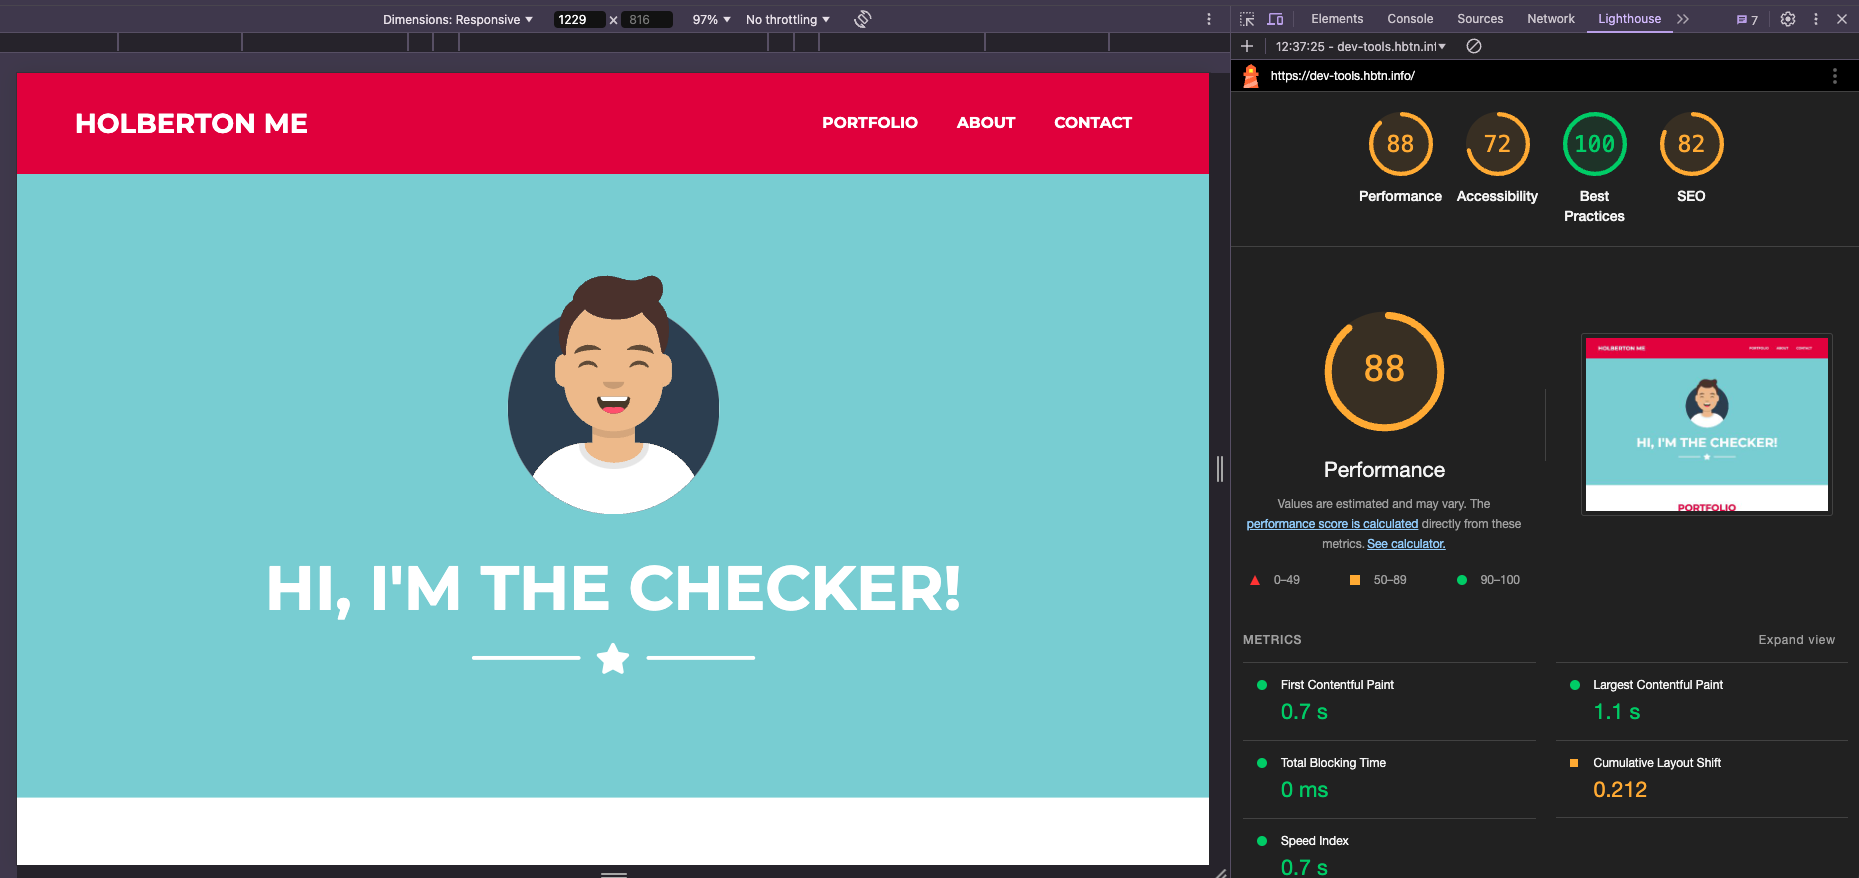 Dimensions: Responsive
1229 x 816
97%
No throttling
HOLBERTON ME
PORTFOLIO
ABOUT
CONTACT
HI, I'M THE CHECKER!
Elements
Console
Sources
Network
Lighthouse
7
12:37:25 - dev-tools.hbtn.inf
https://dev-tools.hbtn.info/
88
72
100
82
Performance
Accessibility
Best
Practices
SEO
88
Performance
Values are estimated and may vary. The
performance score is calculated directly from these
metrics. See calculator.
0–49
50–89
90–100
HOLBERTON ME
PORTFOLIO
ABOUT
CONTACT
HI, I'M THE CHECKER!
PORTFOLIO
METRICS
Expand view
First Contentful Paint
0.7 s
Largest Contentful Paint
1.1 s
Total Blocking Time
0 ms
Cumulative Layout Shift
0.212
Speed Index
0.7 s